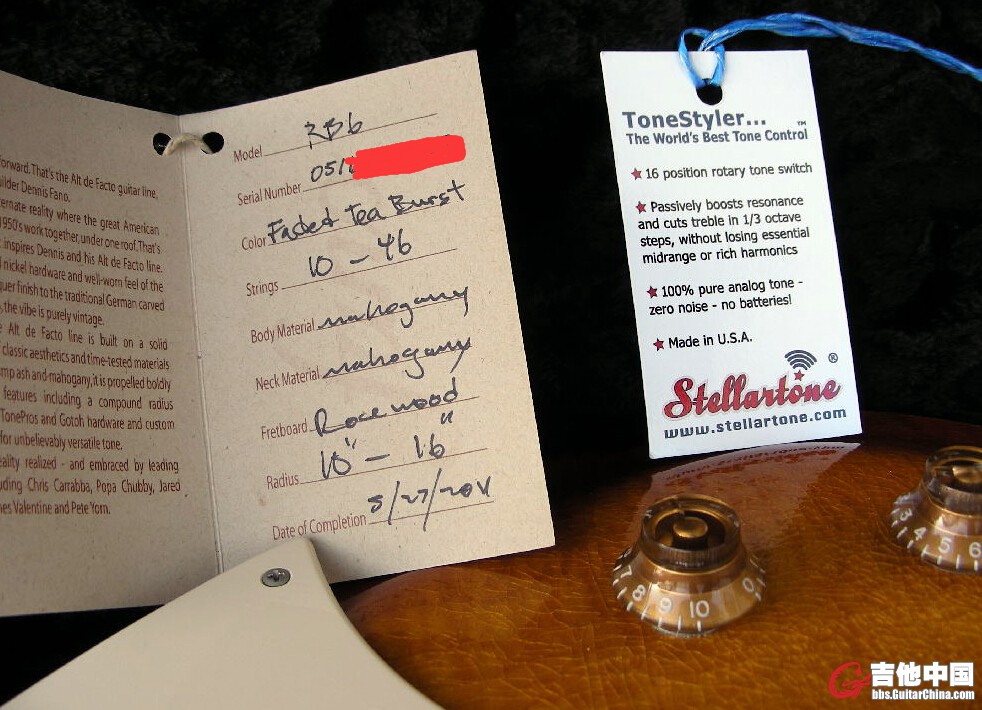 forward. That's the Alt de Facto guitar line,
uilder Dennis Fano.
ernate reality where the great American
1950's work together, under one roof. That's
t inspires Dennis and his Alt de Facto line.
d nickel hardware and well-worn feel of the
quer finish to the traditional German carved
, the vibe is purely vintage.
e Alt de Facto line is built on a solid
classic aesthetics and time-tested materials
mp ash and mahogany, it is propelled boldly
features including a compound radius
TonePros and Gotoh hardware and custom
for unbelievably versatile tone.
eality realized - and embraced by leading
uding Chris Carrabba, Popa Chubby, Jared
es Valentine and Pete Yorn.
Model RB6
Serial Number 051
Color Faded Tea Burst
Strings 10 - 46
Body Material mahogany
Neck Material mahogany
Fretboard Rosewood
Radius 10" - 16"
Date of Completion 5/27/2011
ToneStyler...™
The World's Best Tone Control
16 position rotary tone switch
Passively boosts resonance
and cuts treble in 1/3 octave
steps, without losing essential
midrange or rich harmonics
100% pure analog tone -
zero noise - no batteries!
Made in U.S.A.
Stellartone®
www.stellartone.com
7 8 9 10 0
3 4 5 6
吉他中国
bbs.GuitarChina.com